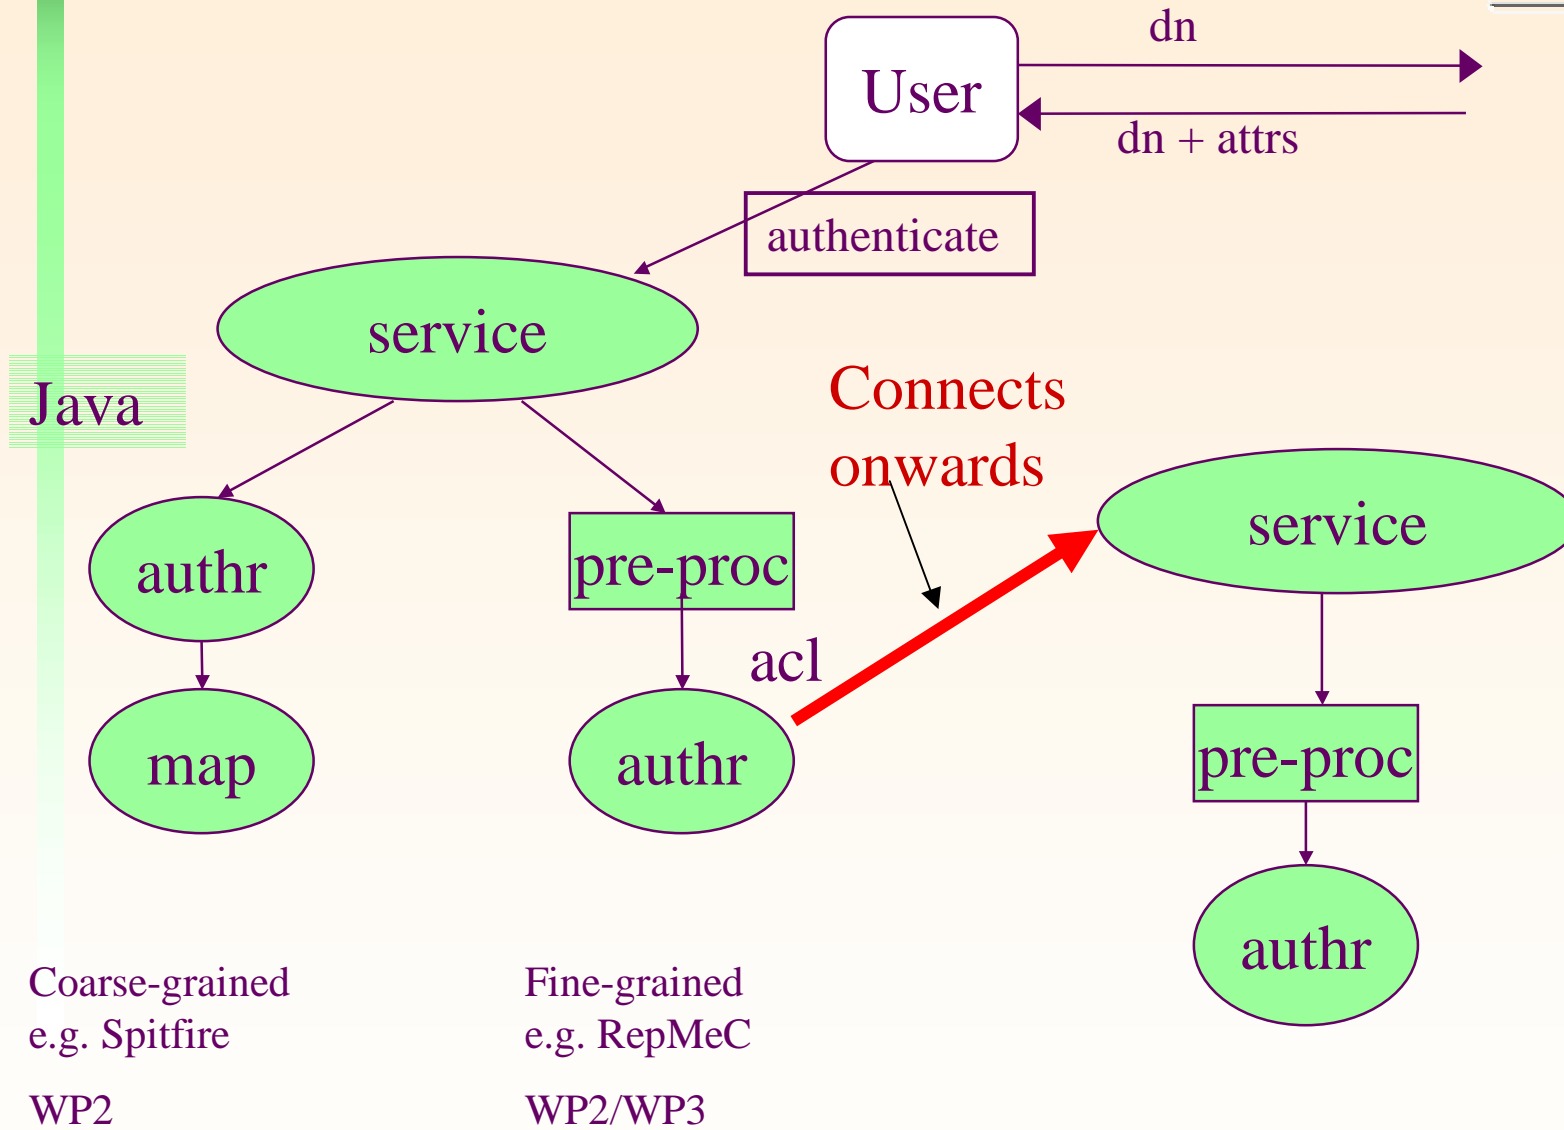 dn
User
dn + attrs
authenticate
service
Java
Connects
onwards
service
authr
pre-proc
acl
map
authr
pre-proc
authr
Coarse-grained
e.g. Spitfire
WP2
Fine-grained
e.g. RepMeC
WP2/WP3